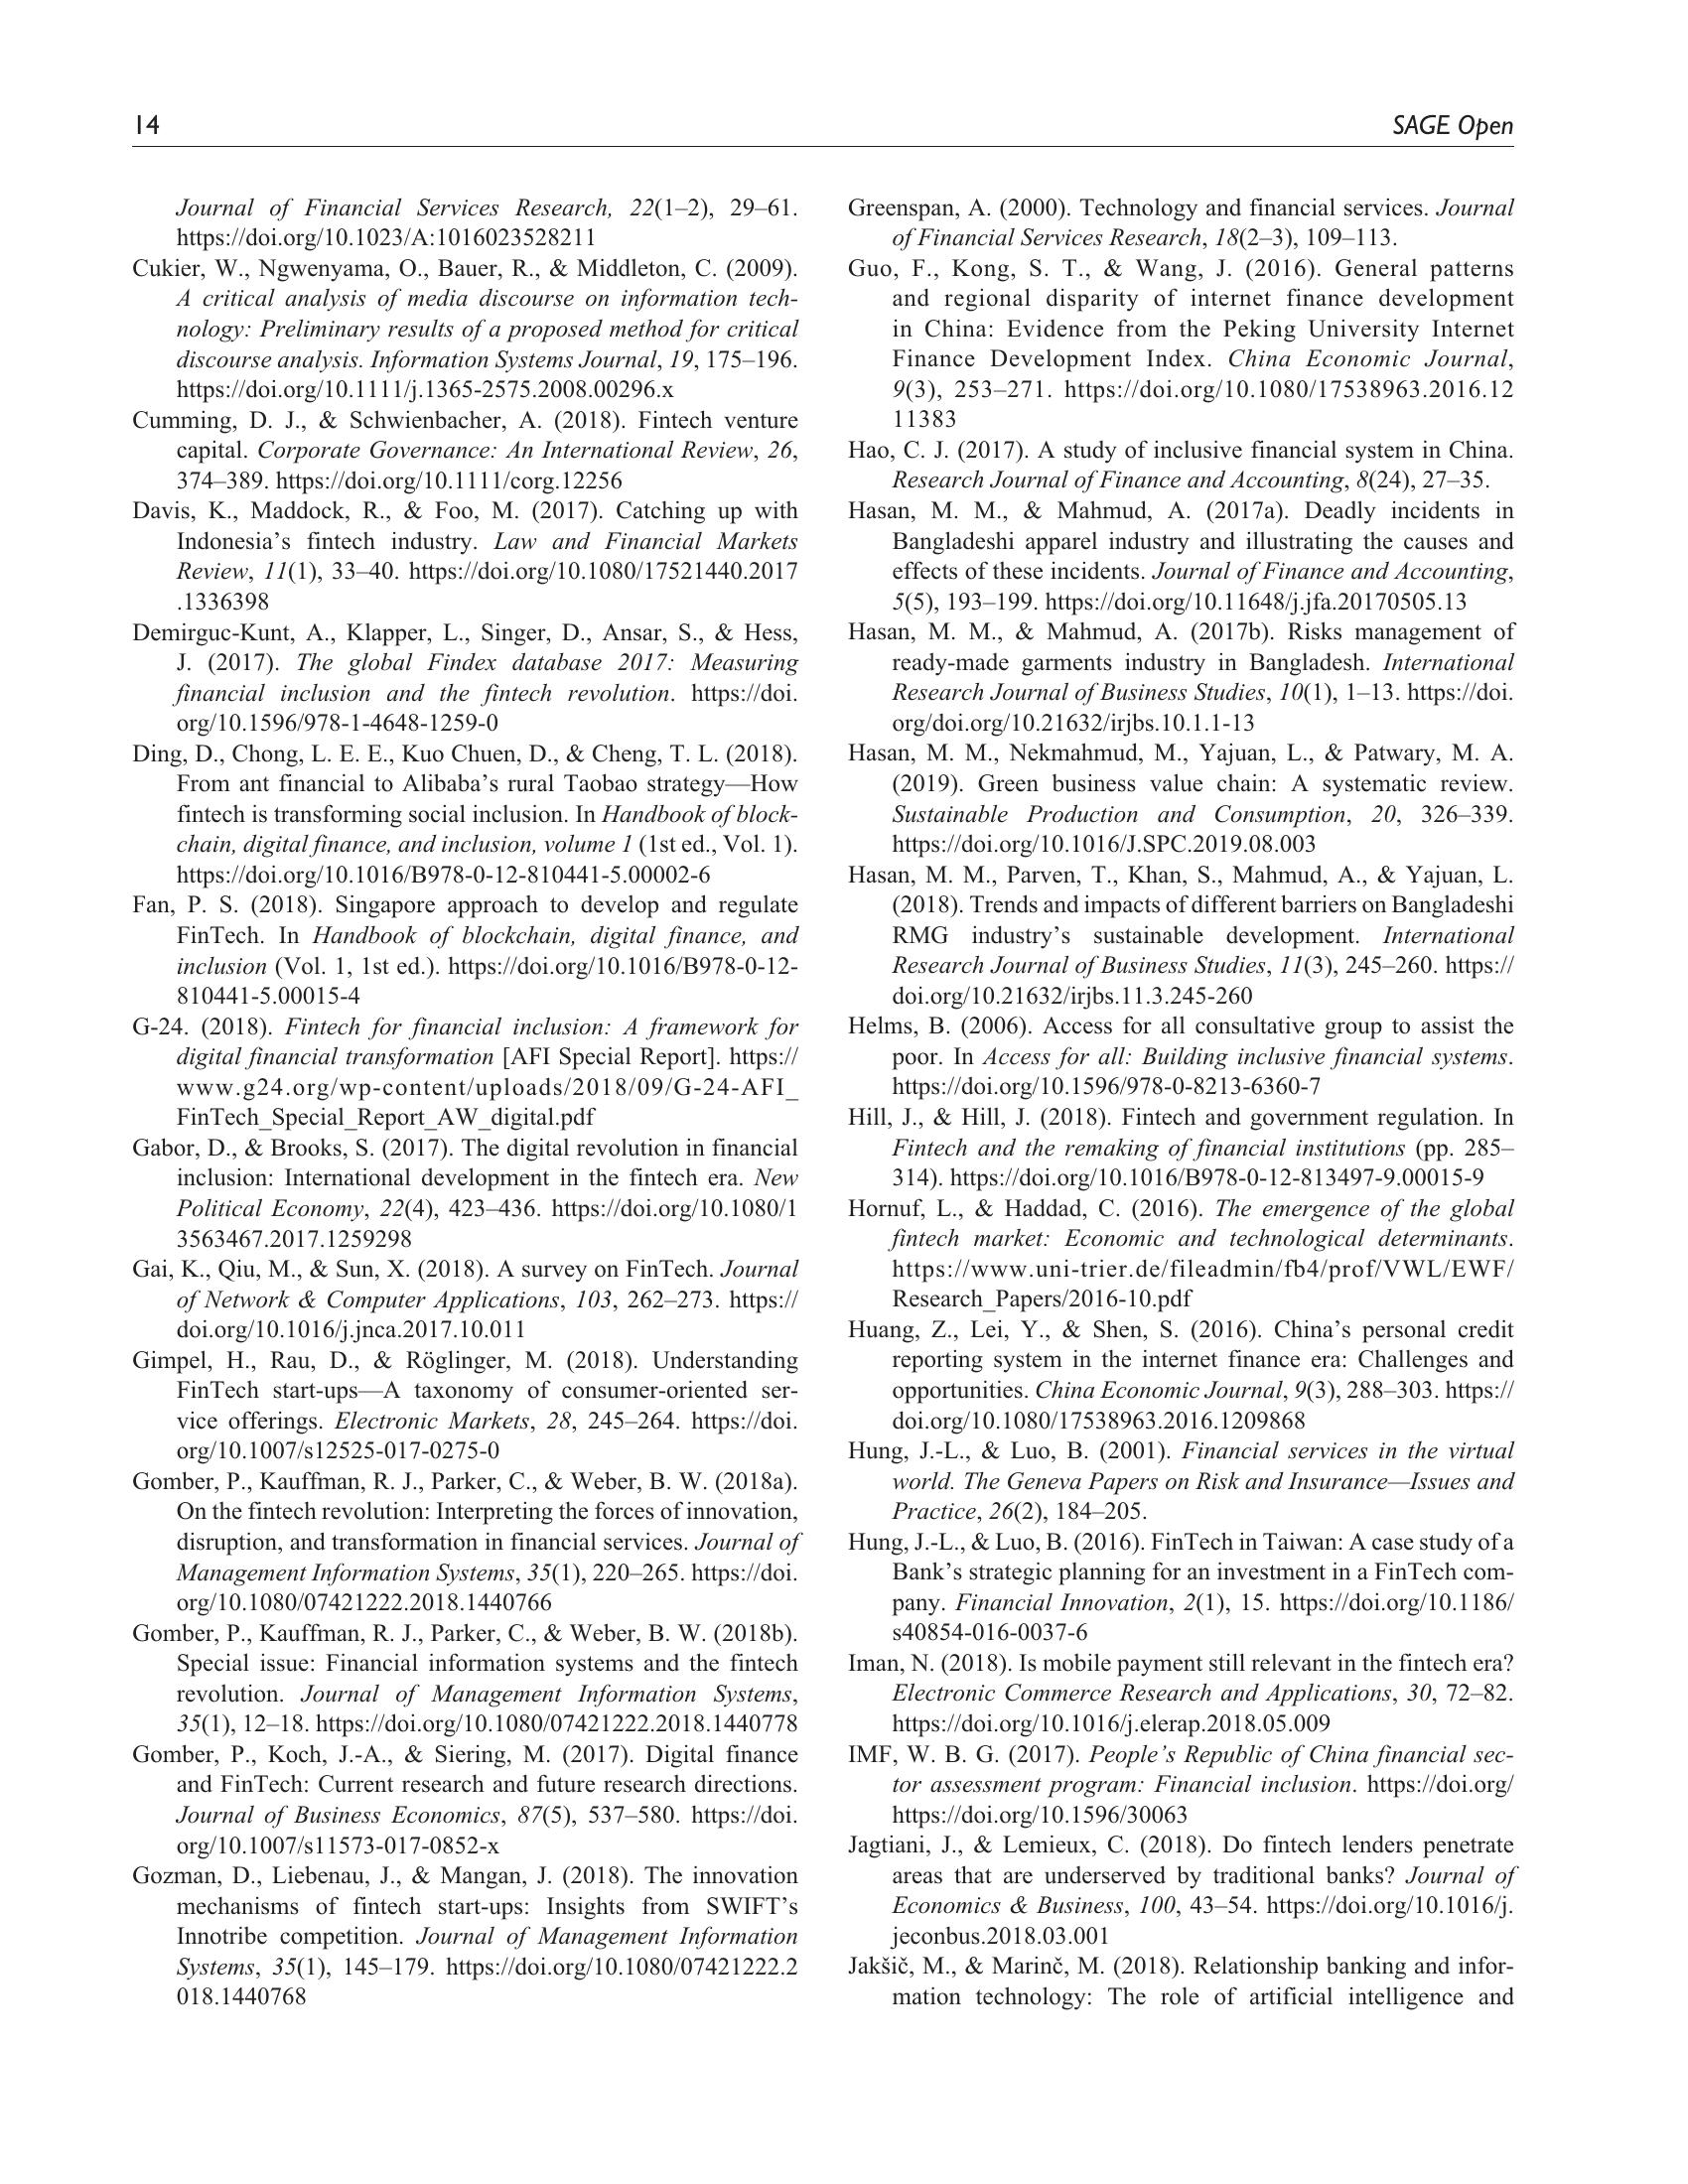 14
SAGE Open
Journal of Financial Services Research, 22(1–2), 29–61.
https://doi.org/10.1023/A:1016023528211
Cukier, W., Ngwenyama, O., Bauer, R., & Middleton, C. (2009).
A critical analysis of media discourse on information tech-
nology: Preliminary results of a proposed method for critical
discourse analysis. Information Systems Journal, 19, 175–196.
https://doi.org/10.1111/j.1365-2575.2008.00296.x
Cumming, D. J., & Schwienbacher, A. (2018). Fintech venture
capital. Corporate Governance: An International Review, 26,
374–389. https://doi.org/10.1111/corg.12256
Davis, K., Maddock, R., & Foo, M. (2017). Catching up with
Indonesia’s fintech industry. Law and Financial Markets
Review, 11(1), 33–40. https://doi.org/10.1080/17521440.2017
.1336398
Demirguc-Kunt, A., Klapper, L., Singer, D., Ansar, S., & Hess,
J. (2017). The global Findex database 2017: Measuring
financial inclusion and the fintech revolution. https://doi.
org/10.1596/978-1-4648-1259-0
Ding, D., Chong, L. E. E., Kuo Chuen, D., & Cheng, T. L. (2018).
From ant financial to Alibaba’s rural Taobao strategy—How
fintech is transforming social inclusion. In Handbook of block-
chain, digital finance, and inclusion, volume 1 (1st ed., Vol. 1).
https://doi.org/10.1016/B978-0-12-810441-5.00002-6
Fan, P. S. (2018). Singapore approach to develop and regulate
FinTech. In Handbook of blockchain, digital finance, and
inclusion (Vol. 1, 1st ed.). https://doi.org/10.1016/B978-0-12-
810441-5.00015-4
G-24. (2018). Fintech for financial inclusion: A framework for
digital financial transformation [AFI Special Report]. https://
www.g24.org/wp-content/uploads/2018/09/G-24-AFI_
FinTech_Special_Report_AW_digital.pdf
Gabor, D., & Brooks, S. (2017). The digital revolution in financial
inclusion: International development in the fintech era. New
Political Economy, 22(4), 423–436. https://doi.org/10.1080/1
3563467.2017.1259298
Gai, K., Qiu, M., & Sun, X. (2018). A survey on FinTech. Journal
of Network & Computer Applications, 103, 262–273. https://
doi.org/10.1016/j.jnca.2017.10.011
Gimpel, H., Rau, D., & Röglinger, M. (2018). Understanding
FinTech start-ups—A taxonomy of consumer-oriented ser-
vice offerings. Electronic Markets, 28, 245–264. https://doi.
org/10.1007/s12525-017-0275-0
Gomber, P., Kauffman, R. J., Parker, C., & Weber, B. W. (2018a).
On the fintech revolution: Interpreting the forces of innovation,
disruption, and transformation in financial services. Journal of
Management Information Systems, 35(1), 220–265. https://doi.
org/10.1080/07421222.2018.1440766
Gomber, P., Kauffman, R. J., Parker, C., & Weber, B. W. (2018b).
Special issue: Financial information systems and the fintech
revolution. Journal of Management Information Systems,
35(1), 12–18. https://doi.org/10.1080/07421222.2018.1440778
Gomber, P., Koch, J.-A., & Siering, M. (2017). Digital finance
and FinTech: Current research and future research directions.
Journal of Business Economics, 87(5), 537–580. https://doi.
org/10.1007/s11573-017-0852-x
Gozman, D., Liebenau, J., & Mangan, J. (2018). The innovation
mechanisms of fintech start-ups: Insights from SWIFT’s
Innotribe competition. Journal of Management Information
Systems, 35(1), 145–179. https://doi.org/10.1080/07421222.2
018.1440768
Greenspan, A. (2000). Technology and financial services. Journal
of Financial Services Research, 18(2–3), 109–113.
Guo, F., Kong, S. T., & Wang, J. (2016). General patterns
and regional disparity of internet finance development
in China: Evidence from the Peking University Internet
Finance Development Index. China Economic Journal,
9(3), 253–271. https://doi.org/10.1080/17538963.2016.12
11383
Hao, C. J. (2017). A study of inclusive financial system in China.
Research Journal of Finance and Accounting, 8(24), 27–35.
Hasan, M. M., & Mahmud, A. (2017a). Deadly incidents in
Bangladeshi apparel industry and illustrating the causes and
effects of these incidents. Journal of Finance and Accounting,
5(5), 193–199. https://doi.org/10.11648/j.jfa.20170505.13
Hasan, M. M., & Mahmud, A. (2017b). Risks management of
ready-made garments industry in Bangladesh. International
Research Journal of Business Studies, 10(1), 1–13. https://doi.
org/doi.org/10.21632/irjbs.10.1.1-13
Hasan, M. M., Nekmahmud, M., Yajuan, L., & Patwary, M. A.
(2019). Green business value chain: A systematic review.
Sustainable Production and Consumption, 20, 326–339.
https://doi.org/10.1016/J.SPC.2019.08.003
Hasan, M. M., Parven, T., Khan, S., Mahmud, A., & Yajuan, L.
(2018). Trends and impacts of different barriers on Bangladeshi
RMG industry’s sustainable development. International
Research Journal of Business Studies, 11(3), 245–260. https://
doi.org/10.21632/irjbs.11.3.245-260
Helms, B. (2006). Access for all consultative group to assist the
poor. In Access for all: Building inclusive financial systems.
https://doi.org/10.1596/978-0-8213-6360-7
Hill, J., & Hill, J. (2018). Fintech and government regulation. In
Fintech and the remaking of financial institutions (pp. 285–
314). https://doi.org/10.1016/B978-0-12-813497-9.00015-9
Hornuf, L., & Haddad, C. (2016). The emergence of the global
fintech market: Economic and technological determinants.
https://www.uni-trier.de/fileadmin/fb4/prof/VWL/EWF/
Research_Papers/2016-10.pdf
Huang, Z., Lei, Y., & Shen, S. (2016). China’s personal credit
reporting system in the internet finance era: Challenges and
opportunities. China Economic Journal, 9(3), 288–303. https://
doi.org/10.1080/17538963.2016.1209868
Hung, J.-L., & Luo, B. (2001). Financial services in the virtual
world. The Geneva Papers on Risk and Insurance—Issues and
Practice, 26(2), 184–205.
Hung, J.-L., & Luo, B. (2016). FinTech in Taiwan: A case study of a
Bank’s strategic planning for an investment in a FinTech com-
pany. Financial Innovation, 2(1), 15. https://doi.org/10.1186/
s40854-016-0037-6
Iman, N. (2018). Is mobile payment still relevant in the fintech era?
Electronic Commerce Research and Applications, 30, 72–82.
https://doi.org/10.1016/j.elerap.2018.05.009
IMF, W. B. G. (2017). People’s Republic of China financial sec-
tor assessment program: Financial inclusion. https://doi.org/
https://doi.org/10.1596/30063
Jagtiani, J., & Lemieux, C. (2018). Do fintech lenders penetrate
areas that are underserved by traditional banks? Journal of
Economics & Business, 100, 43–54. https://doi.org/10.1016/j.
jeconbus.2018.03.001
Jakšič, M., & Marinč, M. (2018). Relationship banking and infor-
mation technology: The role of artificial intelligence and